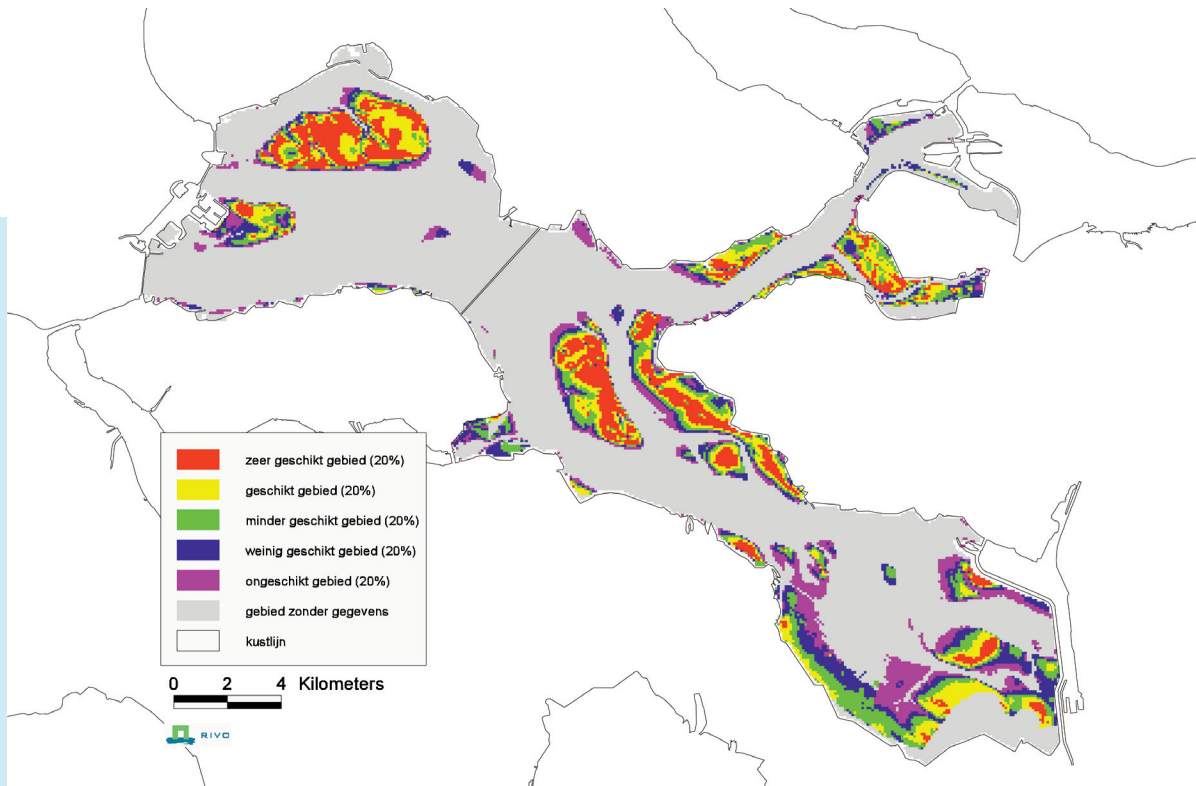 zeer geschikt gebied (20%)
geschikt gebied (20%)
minder geschikt gebied (20%)
weinig geschikt gebied (20%)
ongeschikt gebied (20%)
gebied zonder gegevens
kustlijn
0 2 4 Kilometers
RIVO